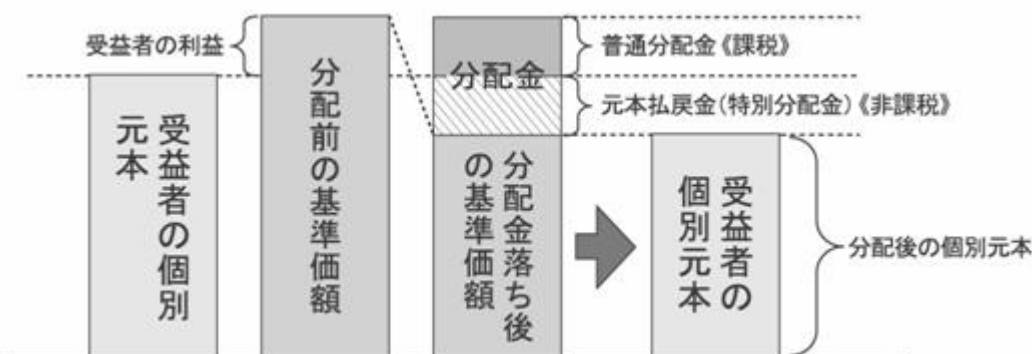 受益者の利益
受益者の個別
元本
分配前の基準価額
分配金
分配金落ち後
の基準価額
普通分配金《課税》
元本払戻金(特別分配金)《非課税》
受益者の
個別元本
分配後の個別元本